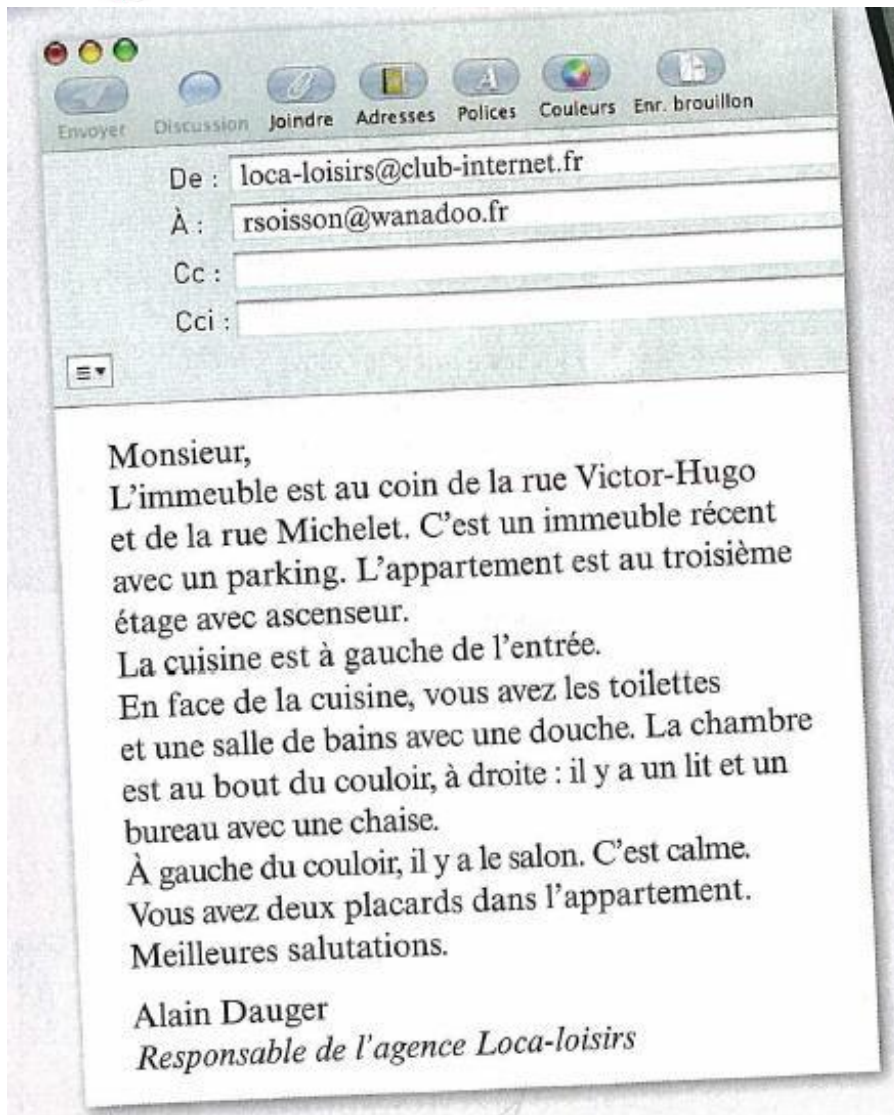 Envoyer Discussion Joindre Adresses Polices Couleurs Enr. brouillon
De : loca-loisirs@club-internet.fr
À : rsoisson@wanadoo.fr
Cc :
Cci :
Monsieur,
L'immeuble est au coin de la rue Victor-Hugo
et de la rue Michelet. C'est un immeuble récent
avec un parking. L'appartement est au troisième
étage avec ascenseur.
La cuisine est à gauche de l'entrée.
En face de la cuisine, vous avez les toilettes
et une salle de bains avec une douche. La chambre
est au bout du couloir, à droite : il y a un lit et un
bureau avec une chaise.
À gauche du couloir, il y a le salon. C'est calme.
Vous avez deux placards dans l'appartement.
Meilleures salutations.
Alain Dauger
Responsable de l'agence Loca-loisirs